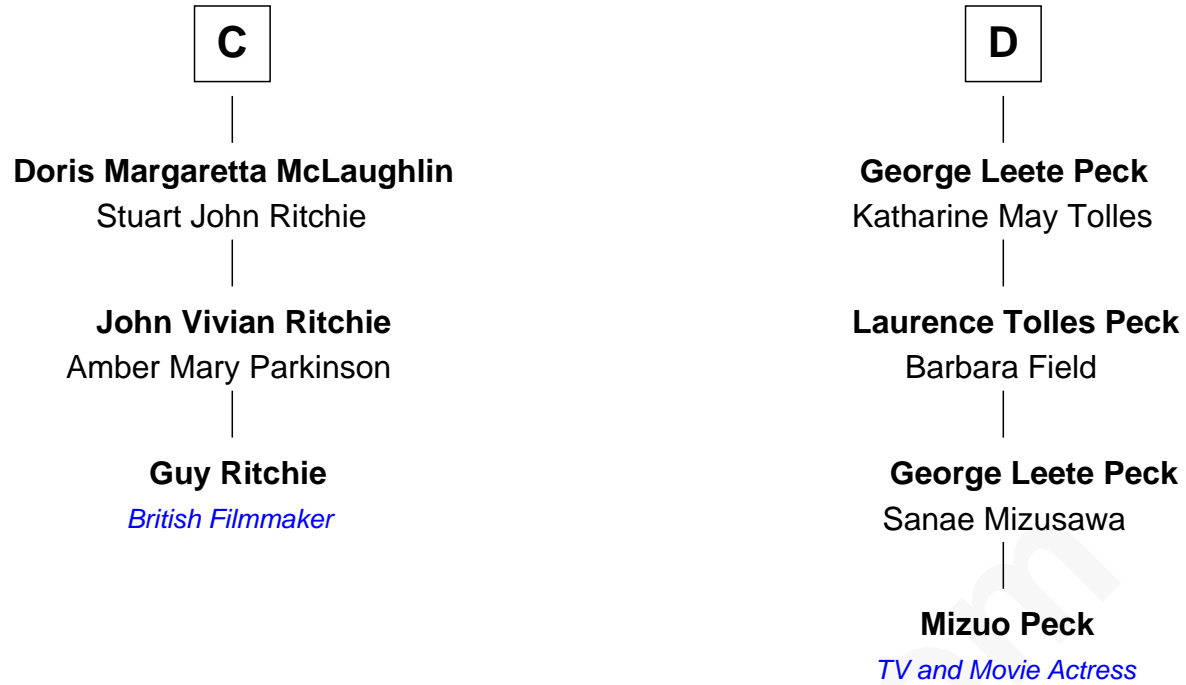 C
Doris Margaretta McLaughlin
Stuart John Ritchie
John Vivian Ritchie
Amber Mary Parkinson
Guy Ritchie
British Filmmaker
D
George Leete Peck
Katharine May Tolles
Laurence Tolles Peck
Barbara Field
George Leete Peck
Sanae Mizusawa
Mizuo Peck
TV and Movie Actress